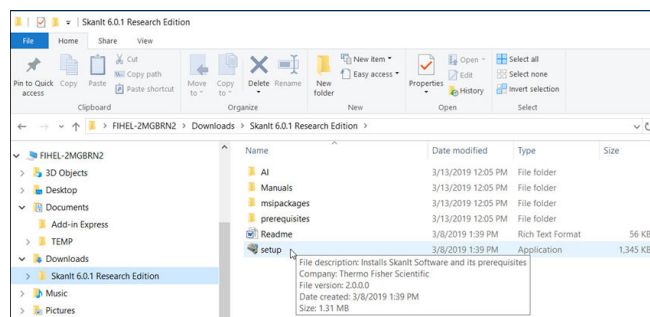 SkanIt 6.0.1 Research Edition
File Home Share View
Pin to Quick access
Copy
Paste
Cut
Copy path
Paste shortcut
Clipboard
Move to
Copy to
Delete
Rename
Organize
New folder
New item
Easy access
New
Properties
Open
Edit
History
Open
Select all
Select none
Invert selection
Select
FIHEL-2MGBRN2 > Downloads > SkanIt 6.0.1 Research Edition >
FIHEL-2MGBRN2
3D Objects
Desktop
Documents
Add-in Express
TEMP
Downloads
SkanIt 6.0.1 Research Edition
Music
Pictures
Name Date modified Type Size
AI 3/13/2019 12:05 PM File folder
Manuals 3/13/2019 12:05 PM File folder
msipackages 3/13/2019 12:05 PM File folder
prerequisites 3/13/2019 12:05 PM File folder
Readme 3/8/2019 1:39 PM Rich Text Format 56 KB
setup 3/8/2019 1:39 PM Application 1,345 KB
File description: Installs SkanIt Software and its prerequisites
Company: Thermo Fisher Scientific
File version: 2.0.0.0
Date created: 3/8/2019 1:39 PM
Size: 1.31 MB